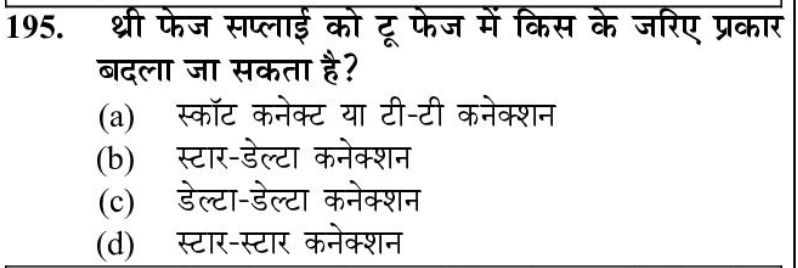 195. थ्री फेज सप्लाई को टू फेज में किस के जरिए प्रकार
बदला जा सकता है?
(a) स्कॉट कनेक्ट या टी-टी कनेक्शन
(b) स्टार-डेल्टा कनेक्शन
(c) डेल्टा-डेल्टा कनेक्शन
(d) स्टार-स्टार कनेक्शन